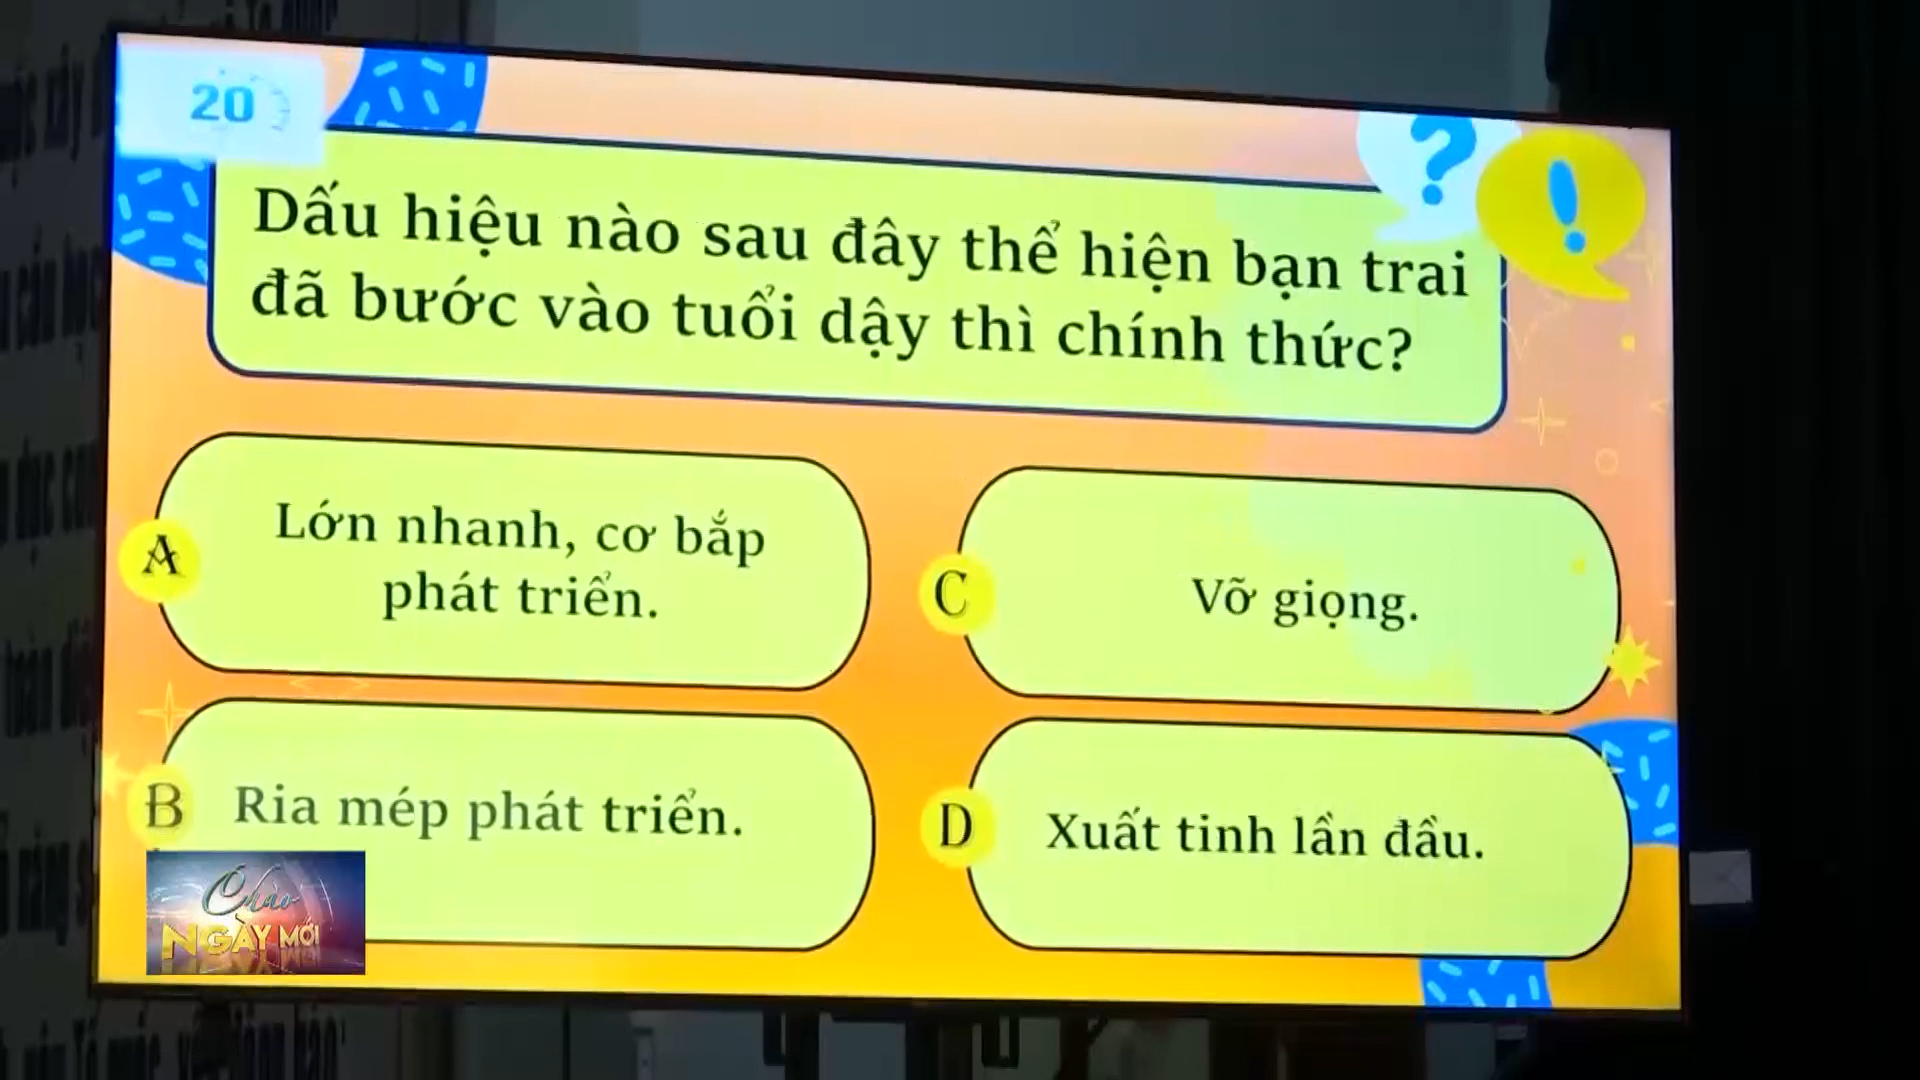 20
Dấu hiệu nào sau đây thể hiện bạn trai
đã bước vào tuổi dậy thì chính thức?
A
Lớn nhanh, cơ bắp
phát triển.
C
Vỡ giọng.
B
Ria mép phát triển.
D
Xuất tinh lần đầu.
Chào
NGÀY MỚI